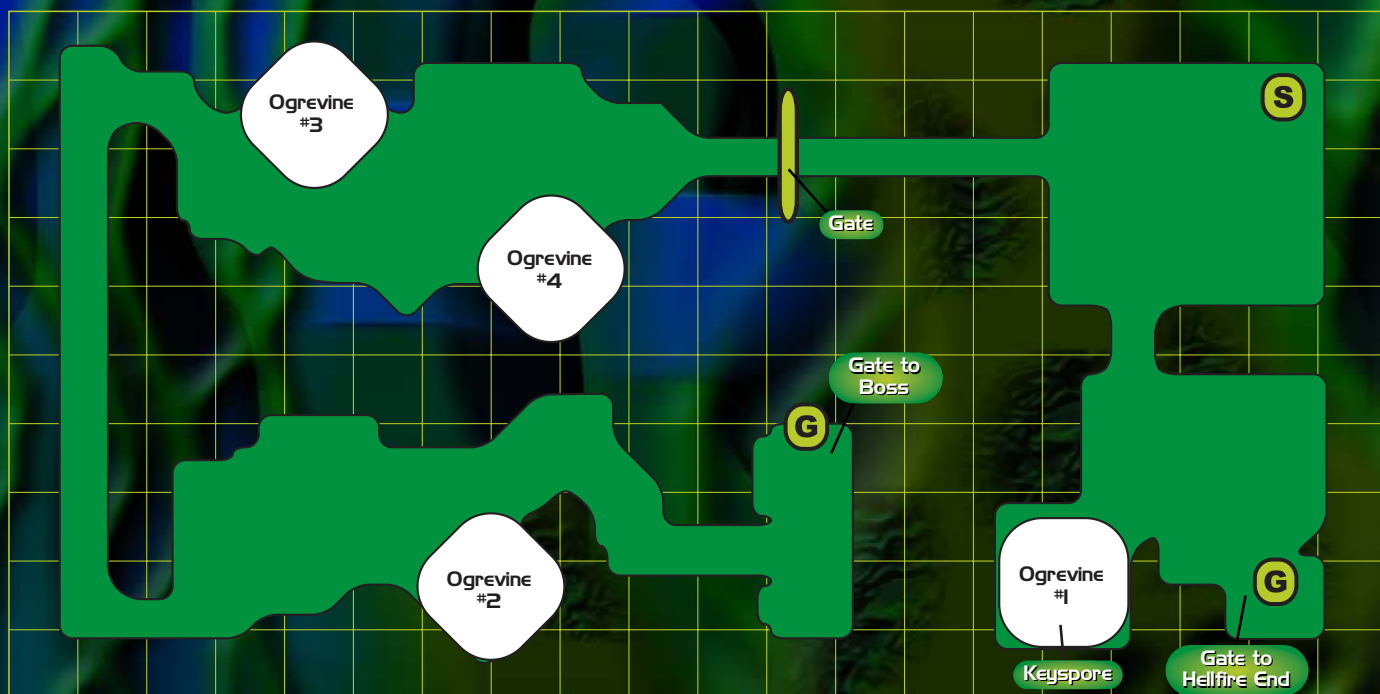 S
Ogrevine
#3
Gate
Ogrevine
#4
Gate to
Boss
G
Ogrevine
#2
Ogrevine
#1
G
Keyspore
Gate to
Hellfire End